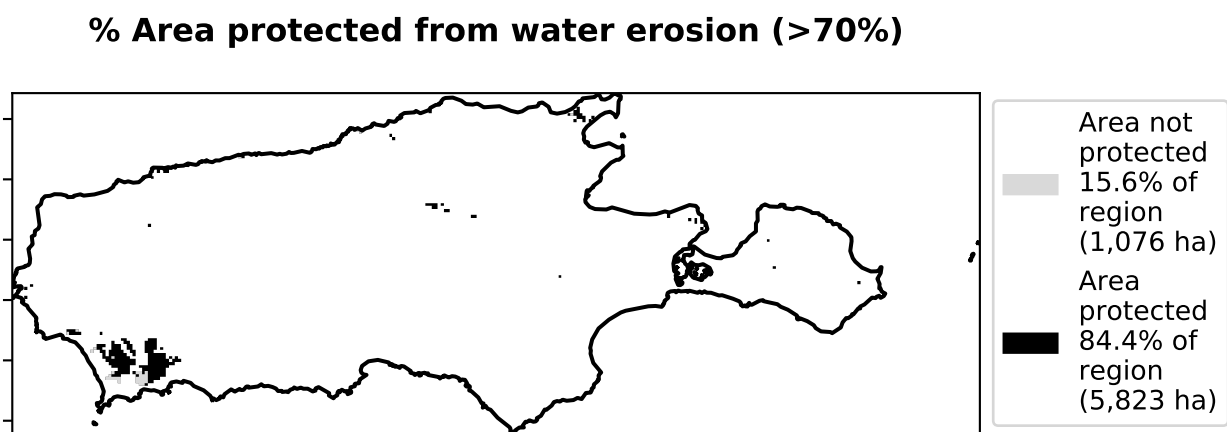 % Area protected from water erosion (>70%)
Area not
protected
15.6% of
region
(1,076 ha)
Area
protected
84.4% of
region
(5,823 ha)